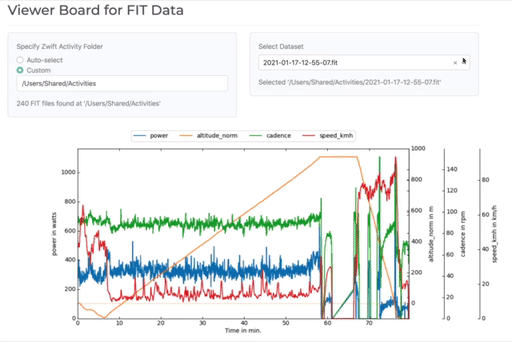 Viewer Board for FIT Data
Specify Zwift Activity Folder
Auto-select
Custom
/Users/Shared/Activities
240 FIT files found at '/Users/Shared/Activities'
Select Dataset
2021-01-17-12-55-07.fit ×
Selected '/Users/Shared/Activities/2021-01-17-12-55-07.fit'
power altitude_norm cadence speed_kmh
power in watts
0 200 400 600 800 1000
0 10 20 30 40 50 60 70
Time in min.
0 200 400 600 800 1000
altitude_norm in m
0 20 40 60 80 100 120 140
cadence in rpm
0 20 40 60 80
speed_kmh in km/h